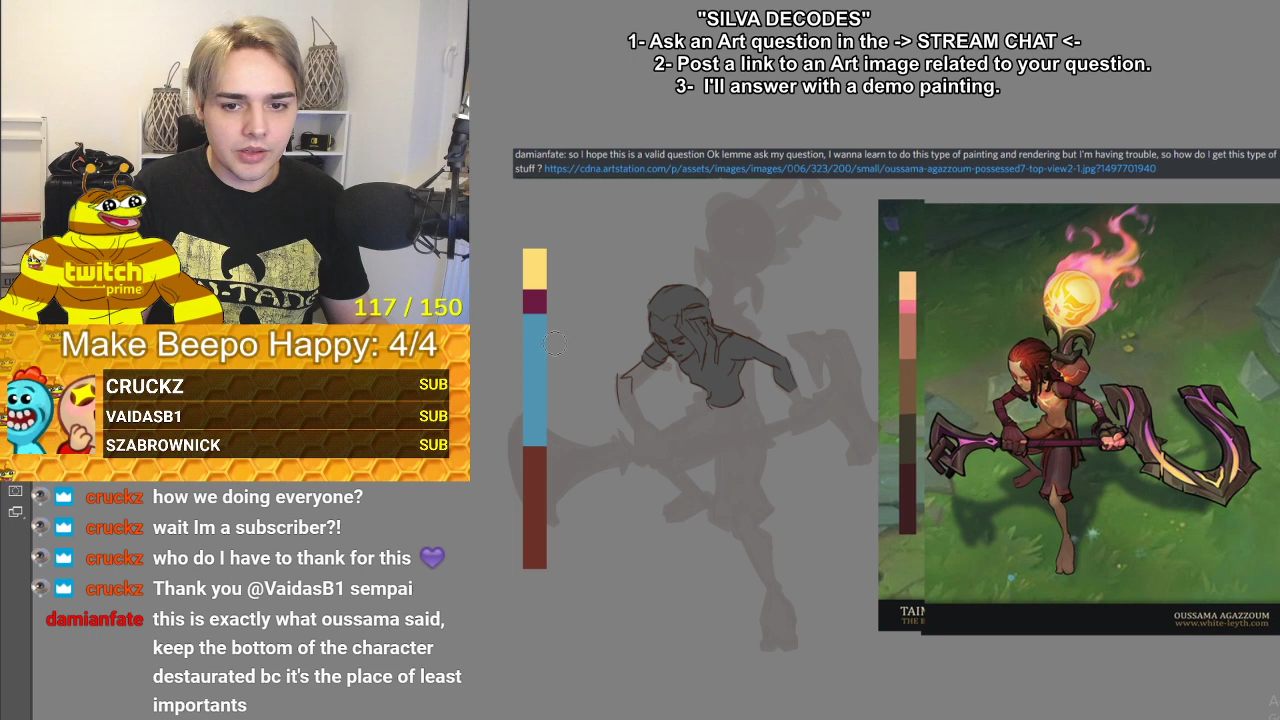 "SILVA DECODES"
1- Ask an Art question in the -> STREAM CHAT <-
2- Post a link to an Art image related to your question.
3- I'll answer with a demo painting.
damianfate: so I hope this is a valid question Ok lemme ask my question, I wanna learn to do this type of painting and rendering but I'm having trouble, so how do I get this type of
stuff ? https://cdna.artstation.com/p/assets/images/images/006/323/200/small/oussama-agazzoum-possessed7-top-view2-1.jpg?1497701940
twitch
prime
117 / 150
Make Beepo Happy: 4/4
CRUCKZ SUB
VAIDASB1 SUB
SZABROWNICK SUB
cruckz how we doing everyone?
cruckz wait Im a subscriber?!
cruckz who do I have to thank for this
cruckz Thank you @VaidasB1 sempai
damianfate this is exactly what oussama said,
keep the bottom of the character
destaurated bc it's the place of least
importants
OUSSAMA AGAZZOUM
www.white-leyth.com